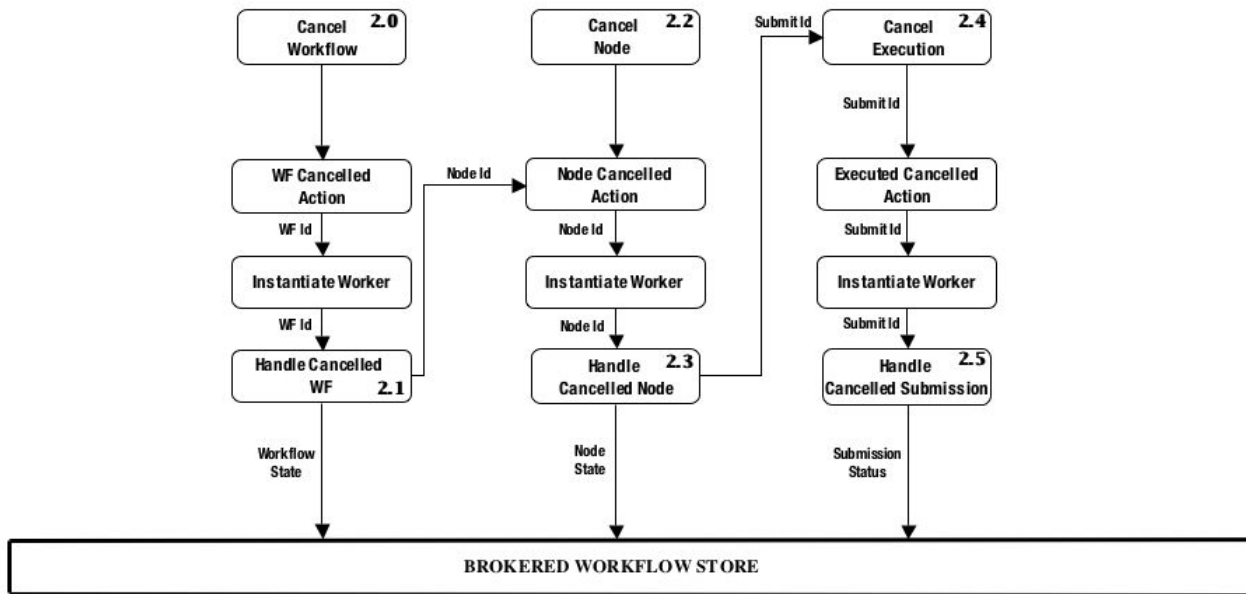 Cancel 2.0
Workflow
WF Cancelled
Action
WF Id
Instantiate Worker
WF Id
Handle Cancelled
WF 2.1
Workflow
State
Node Id
Cancel 2.2
Node
Node Cancelled
Action
Node Id
Instantiate Worker
Node Id
Handle 2.3
Cancelled Node
Node
State
Submit Id
Cancel 2.4
Execution
Submit Id
Executed Cancelled
Action
Submit Id
Instantiate Worker
Submit Id
Handle 2.5
Cancelled Submission
Submission
Status
BROKERED WORKFLOW STORE